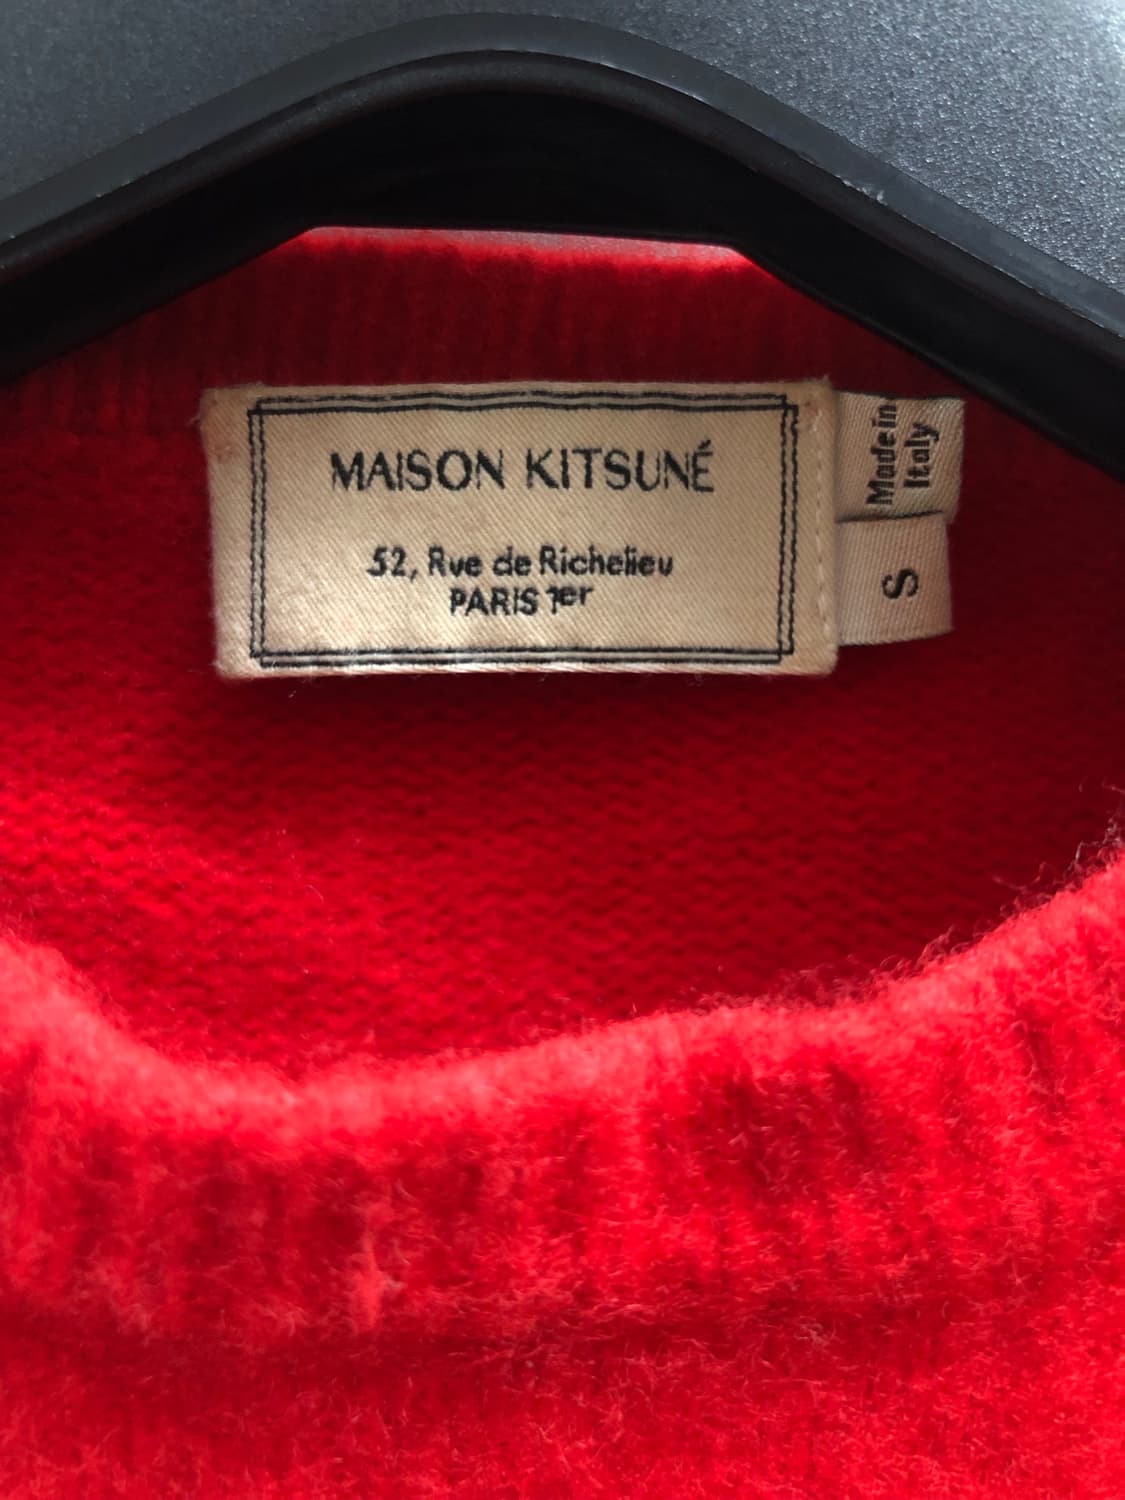 MAISON KITSUNÉ
52, Rue de Richelieu
PARIS 1er
Made in
Italy
S